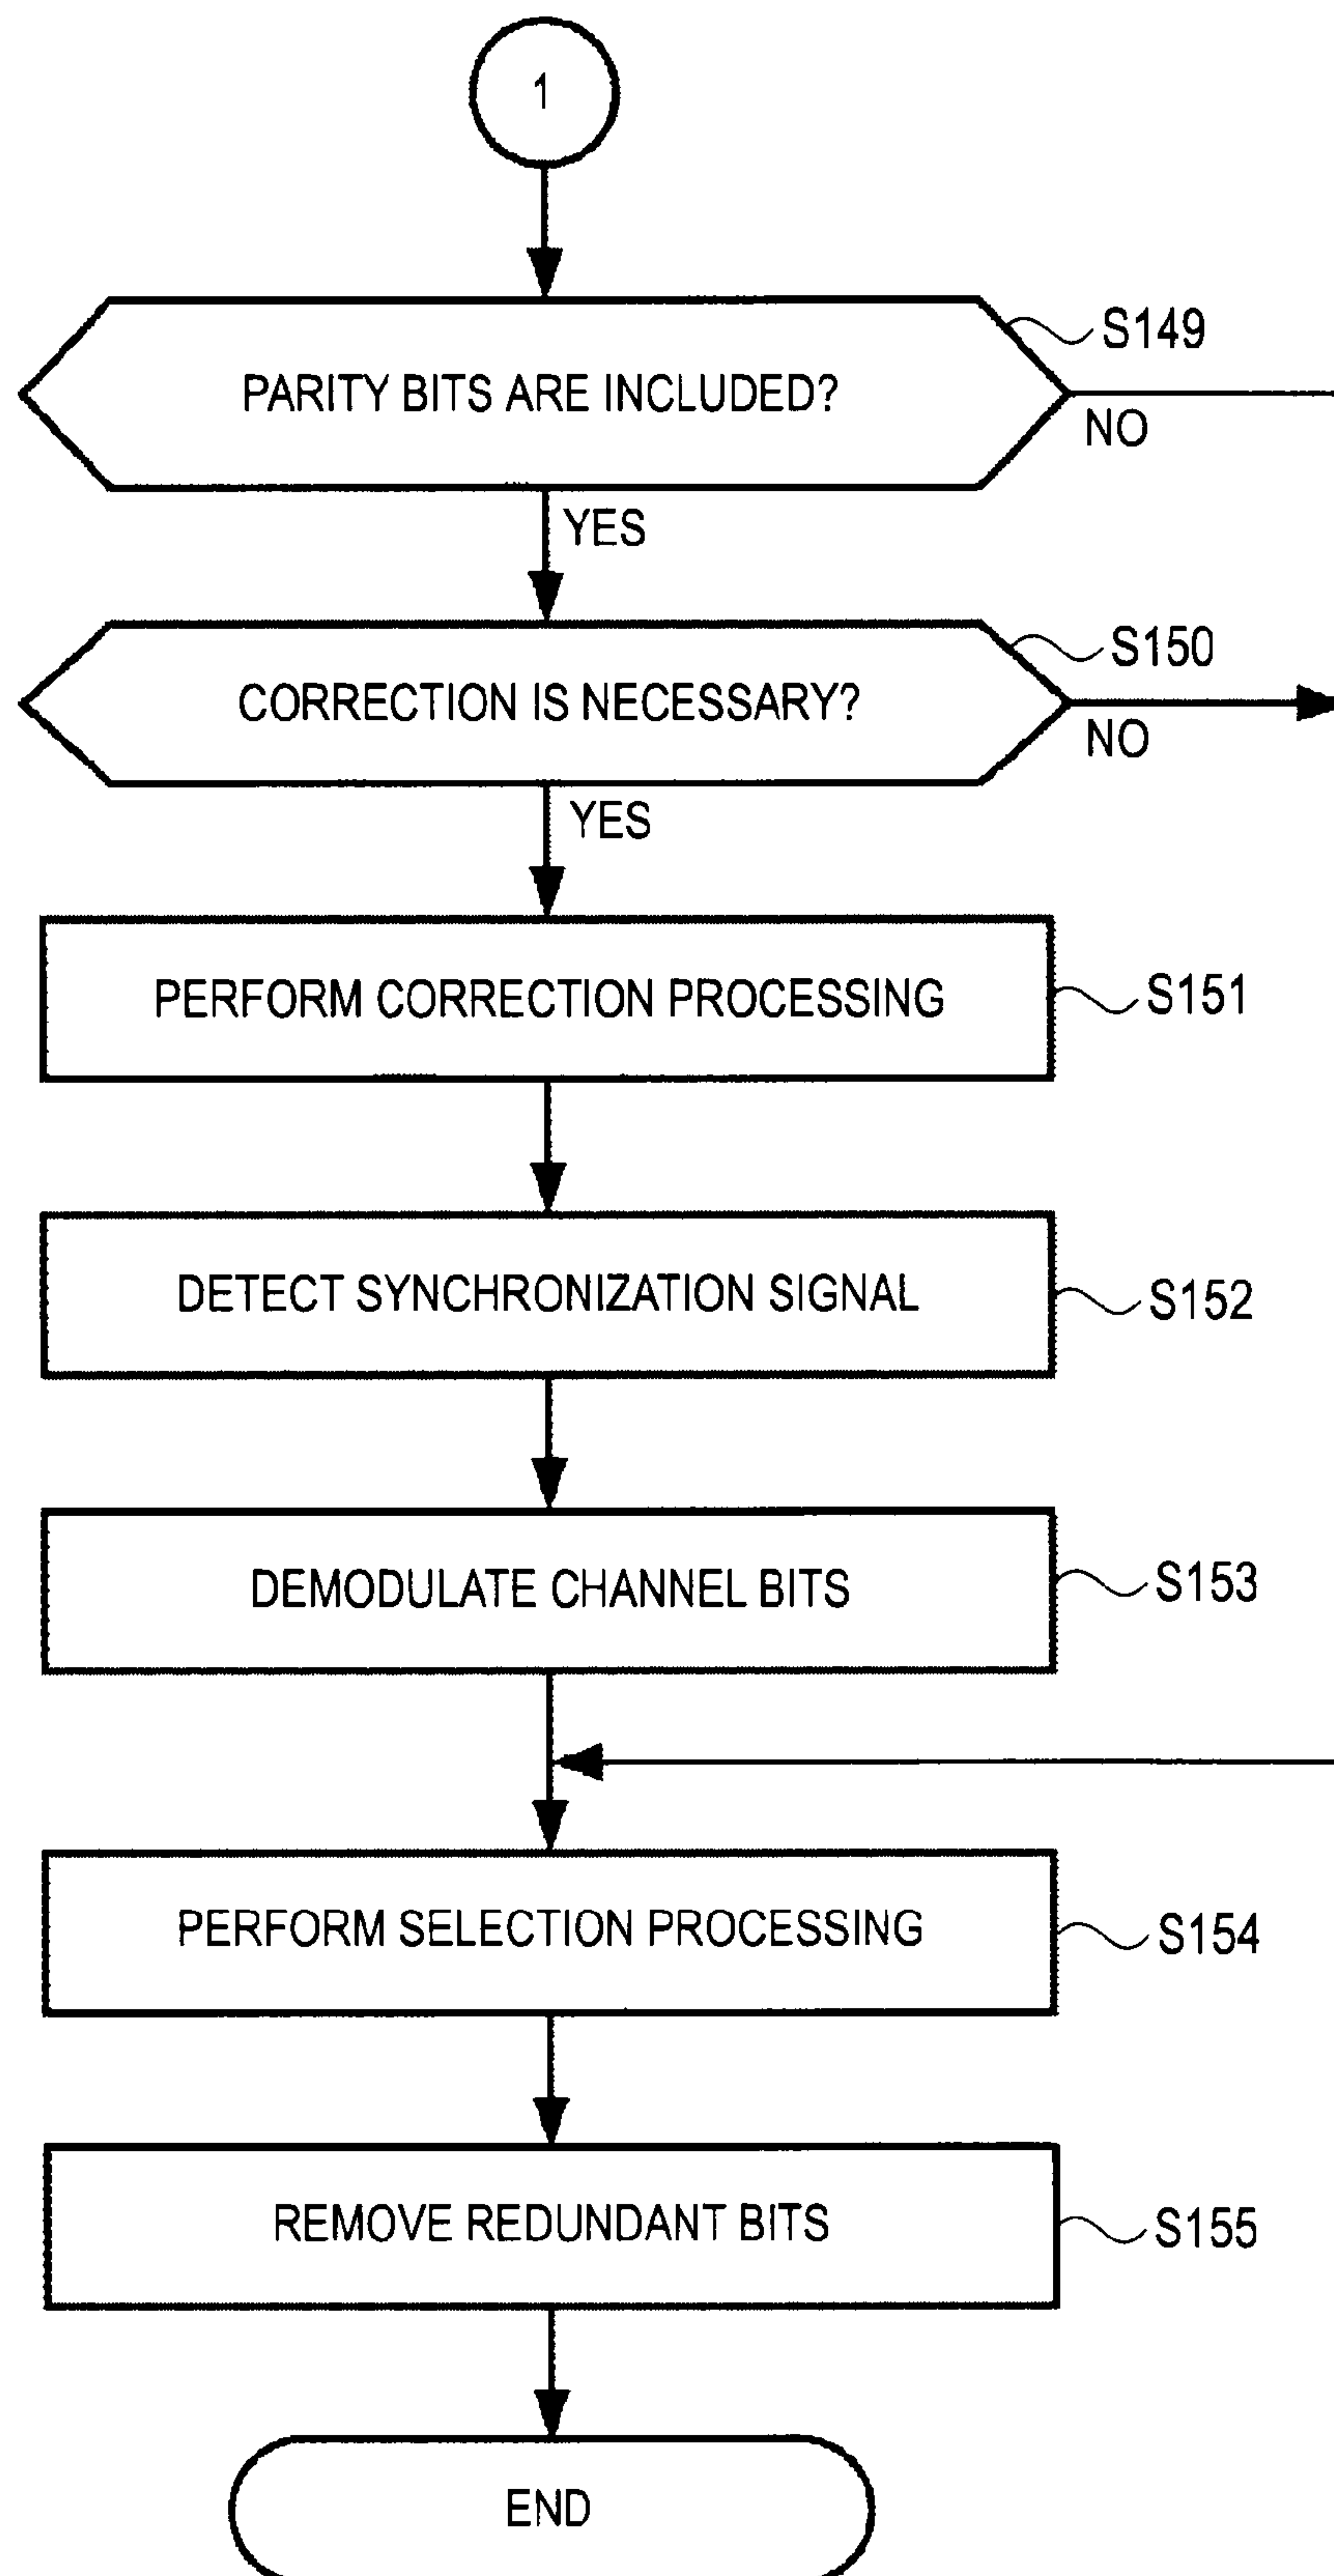 1
PARITY BITS ARE INCLUDED?
S149
NO
YES
CORRECTION IS NECESSARY?
S150
NO
YES
PERFORM CORRECTION PROCESSING
S151
DETECT SYNCHRONIZATION SIGNAL
S152
DEMODULATE CHANNEL BITS
S153
PERFORM SELECTION PROCESSING
S154
REMOVE REDUNDANT BITS
S155
END